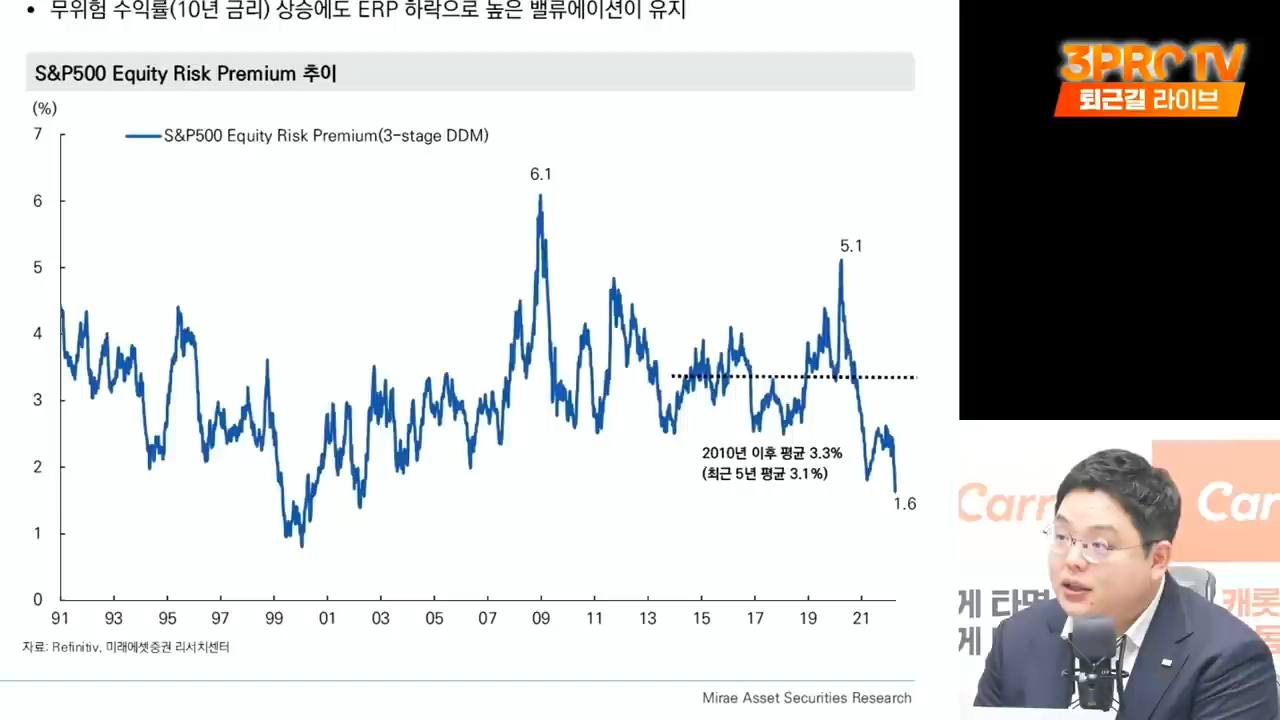 • 무위험 수익률(10년 금리) 상승에도 ERP 하락으로 높은 밸류에이션이 유지
S&P500 Equity Risk Premium 추이
(%)
S&P500 Equity Risk Premium(3-stage DDM)
7
6
5
4
3
2
1
0
6.1
5.1
2010년 이후 평균 3.3%
(최근 5년 평균 3.1%)
1.6
91 93 95 97 99 01 03 05 07 09 11 13 15 17 19 21
자료: Refinitiv, 미래에셋증권 리서치센터
Mirae Asset Securities Research
3PRO TV
퇴근길 라이브
Carr
Car
게 타면
캐롯
게